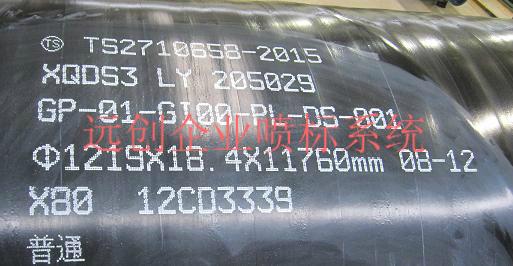 TS TS2710658-2015
XQDS3 LY 205029
GP-01-GI00-PL-DS-001
远创企业喷标系统
Φ1219X18.4X11760mm 08-12
X80 12CD3339
普通